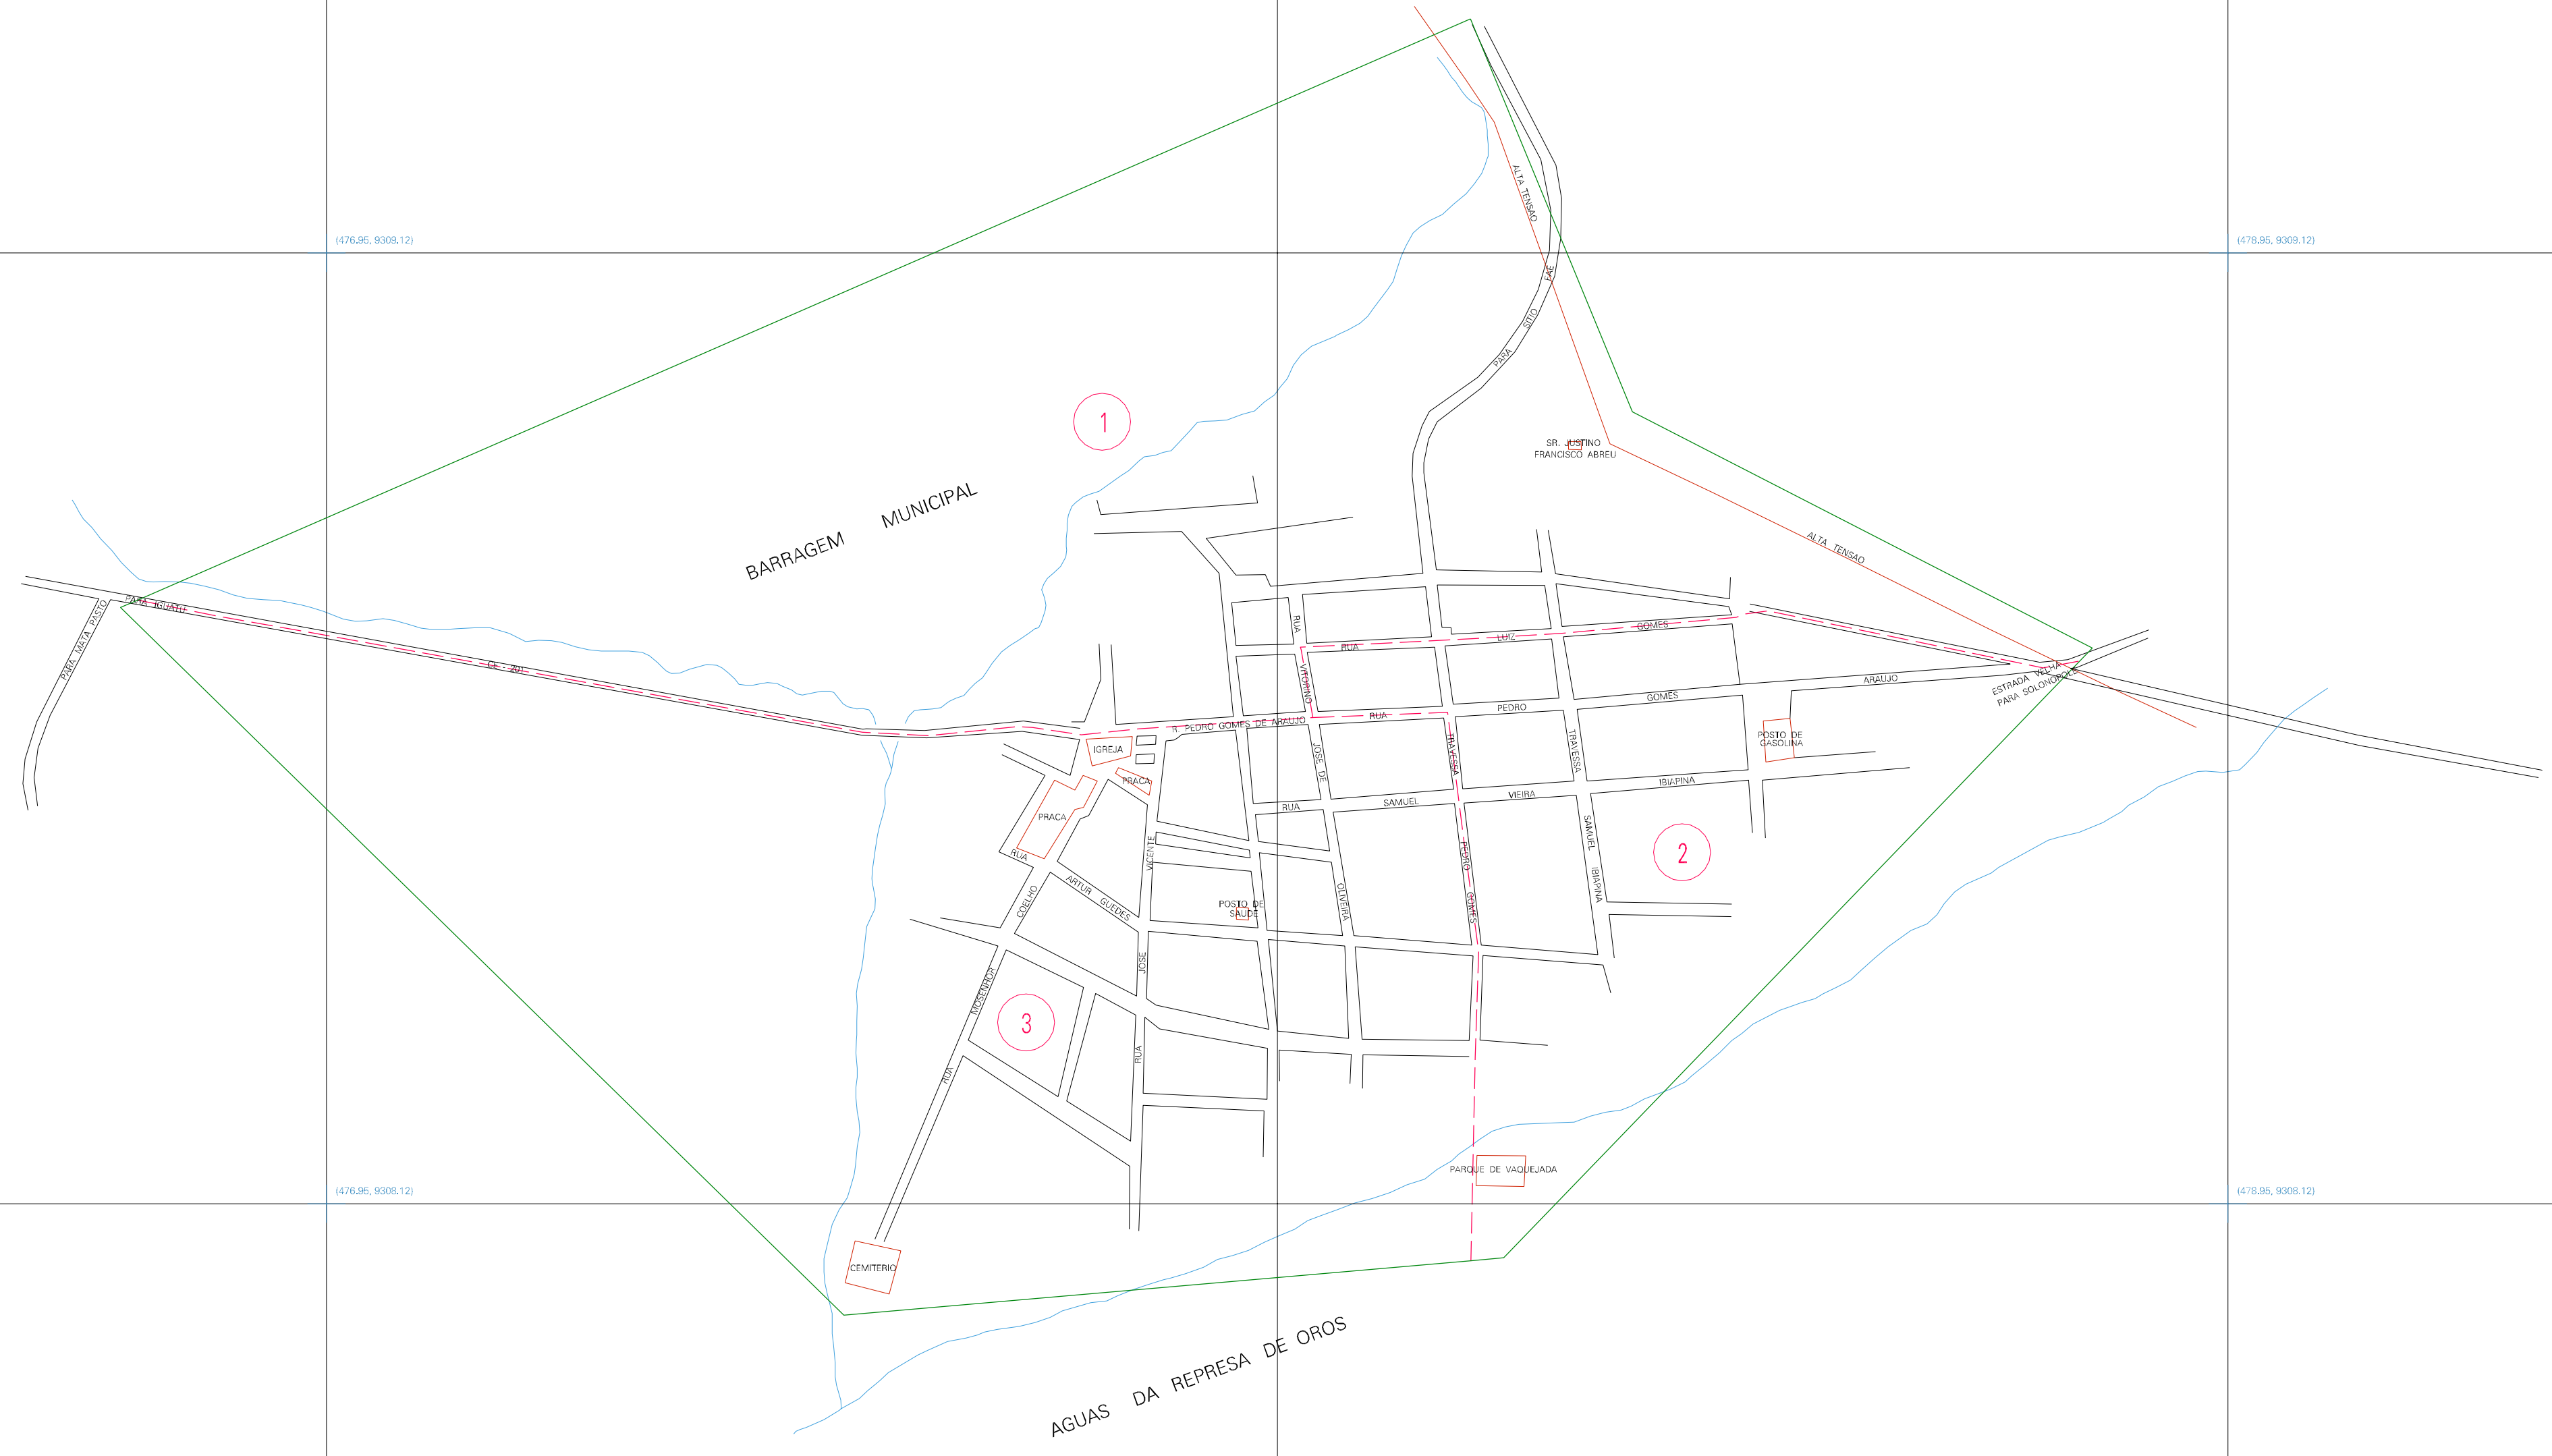 (476.95, 9309.12)
(478.95, 9309.12)
ALTA TENSAO
PARA SITIO FAE
1
SR. JUSTINO
FRANCISCO ABREU
BARRAGEM MUNICIPAL
ALTA TENSAO
PARA IGUATU
PARA MATA PASTO
CE - 201
RUA LUIZ GOMES
RUA VITORINO
ESTRADA VELHA
PARA SOLONOPOLE
R. PEDRO GOMES DE ARAUJO
RUA PEDRO GOMES ARAUJO
IGREJA
PRACA
PRACA
POSTO DE
GASOLINA
JOSE DE OLIVEIRA
TRAVESSA PEDRO GOMES
TRAVESSA SAMUEL IBIAPINA
RUA SAMUEL VIEIRA IBIAPINA
2
RUA
ARTUR GUEDES
RUA JOSE VICENTE
POSTO DE
SAUDE
RUA MOSENHOR COELHO
3
PARQUE DE VAQUEJADA
(476.95, 9308.12)
(478.95, 9308.12)
CEMITERIO
AGUAS DA REPRESA DE OROS